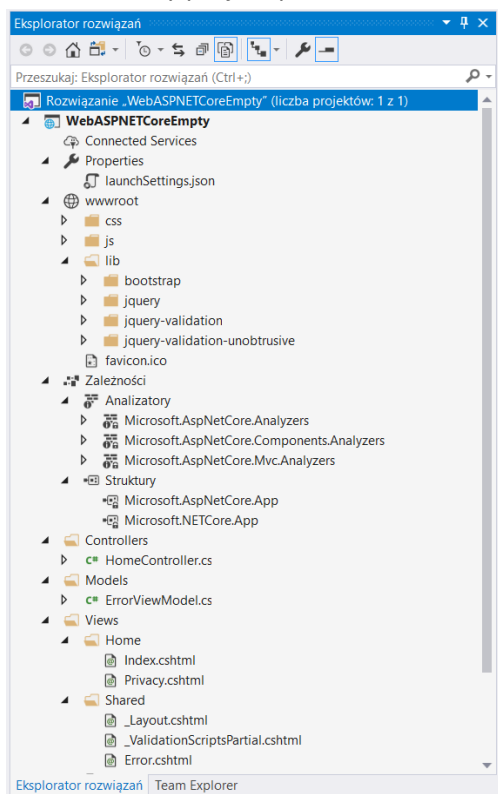 Eksplorator rozwiązań
Przeszukaj: Eksplorator rozwiązań (Ctrl+;)
Rozwiązanie „WebASPNETCoreEmpty” (liczba projektów: 1 z 1)
WebASPNETCoreEmpty
Connected Services
Properties
launchSettings.json
wwwroot
css
js
lib
bootstrap
jquery
jquery-validation
jquery-validation-unobtrusive
favicon.ico
Zależności
Analizatory
Microsoft.AspNetCore.Analyzers
Microsoft.AspNetCore.Components.Analyzers
Microsoft.AspNetCore.Mvc.Analyzers
Struktury
Microsoft.AspNetCore.App
Microsoft.NETCore.App
Controllers
C# HomeController.cs
Models
C# ErrorViewModel.cs
Views
Home
Index.cshtml
Privacy.cshtml
Shared
_Layout.cshtml
_ValidationScriptsPartial.cshtml
Error.cshtml
Eksplorator rozwiązań Team Explorer